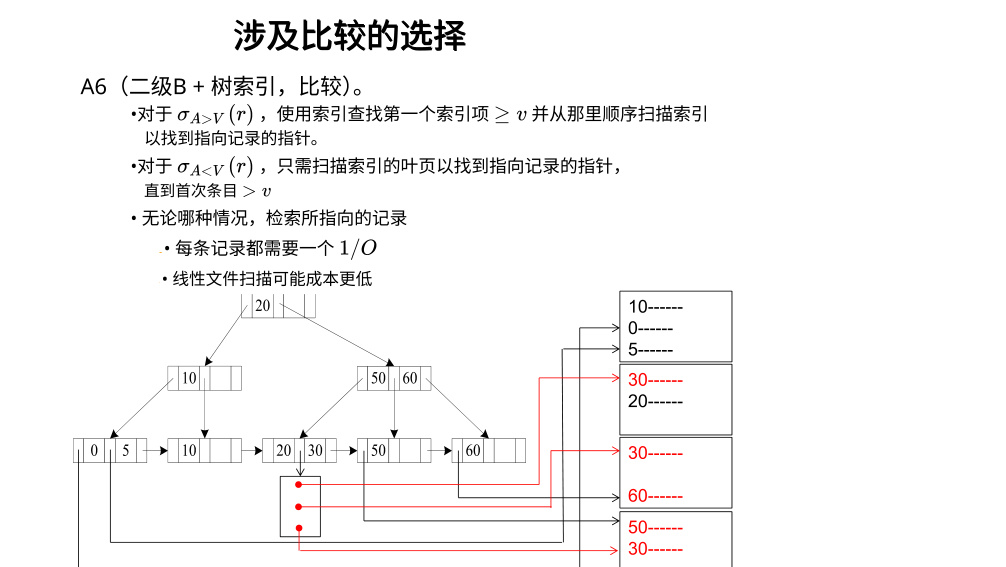 涉及比较的选择
A6（二级B + 树索引，比较）。
•对于 σ_{A>V} (r) ，使用索引查找第一个索引项 ≥ v 并从那里顺序扫描索引
以找到指向记录的指针。
•对于 σ_{A<V} (r) ，只需扫描索引的叶页以找到指向记录的指针，
直到首次条目 > v
• 无论哪种情况，检索所指向的记录
• 每条记录都需要一个 1/O
• 线性文件扫描可能成本更低
20
10
50 60
0 5
10
20 30
50
60
10------
0------
5------
30------
20------
30------
60------
50------
30------